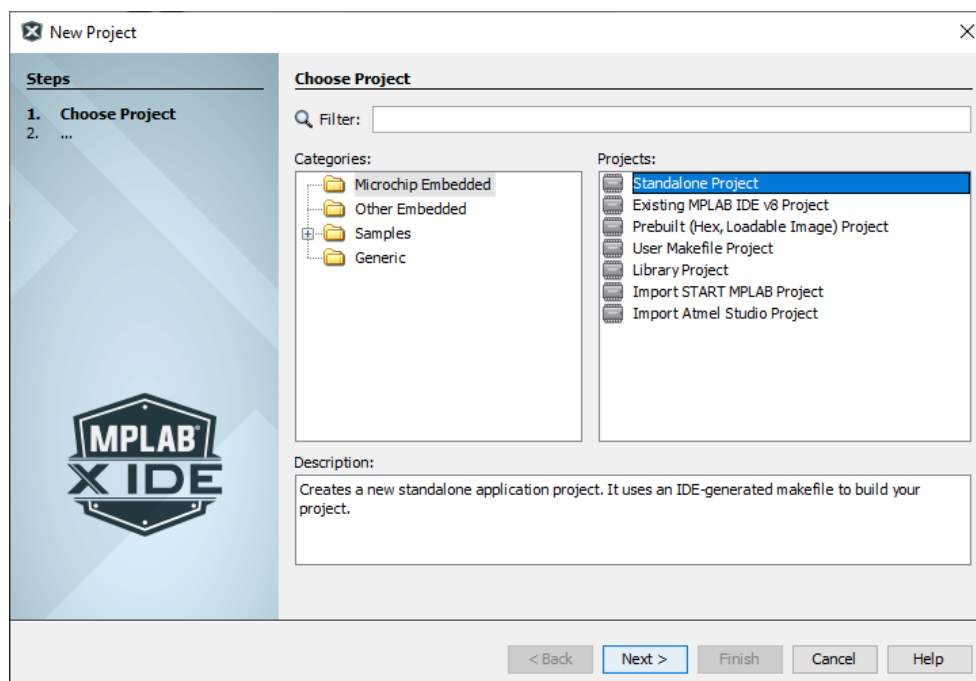 New Project
Steps
1. Choose Project
2. ...
MPLAB®
X IDE
Choose Project
Filter:
Categories:
Microchip Embedded
Other Embedded
Samples
Generic
Projects:
Standalone Project
Existing MPLAB IDE v8 Project
Prebuilt (Hex, Loadable Image) Project
User Makefile Project
Library Project
Import START MPLAB Project
Import Atmel Studio Project
Description:
Creates a new standalone application project. It uses an IDE-generated makefile to build your
project.
< Back
Next >
Finish
Cancel
Help